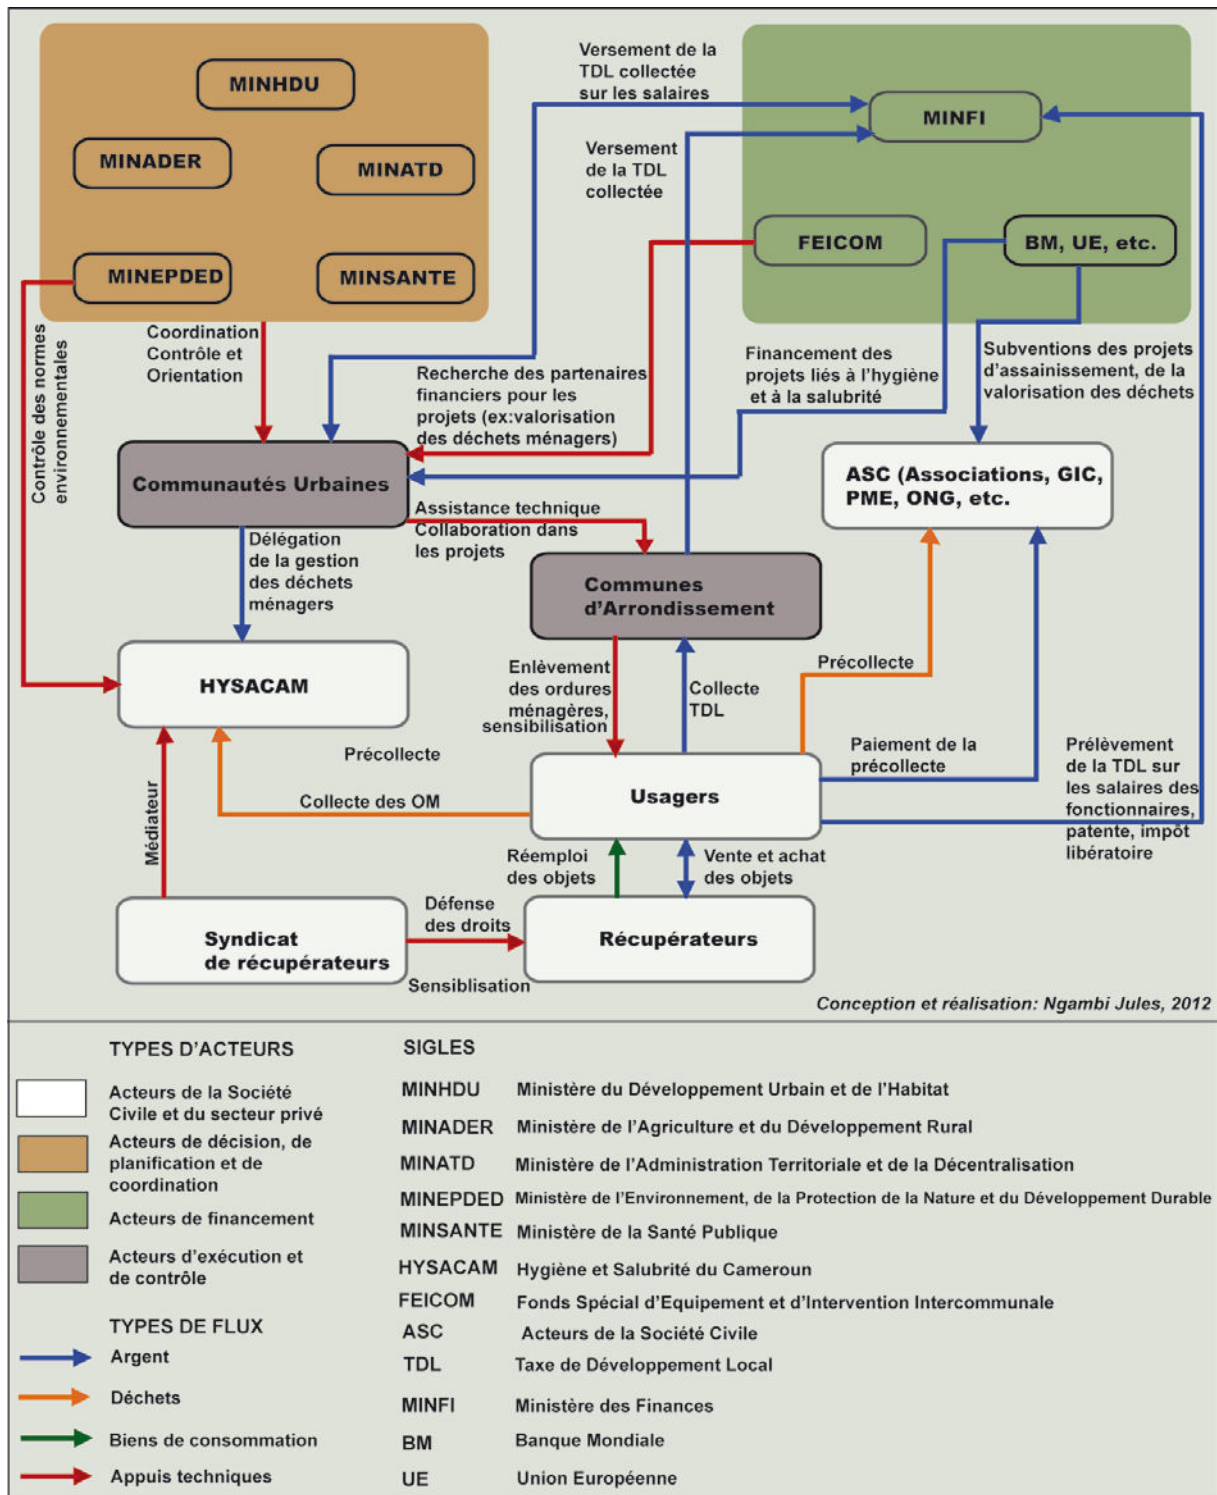 MINHDU
MINADER
MINATD
MINEPDED
MINSANTE
Versement de la
TDL collectée
sur les salaires
Versement
de la TDL
collectée
MINFI
FEICOM
BM, UE, etc.
Contrôle des normes
environnementales
Coordination
Contrôle et
Orientation
Recherche des partenaires
financiers pour les
projets (ex:valorisation
des déchets ménagers)
Financement des
projets liés à l'hygiène
et à la salubrité
Subventions des projets
d'assainissement, de la
valorisation des déchets
Communautés Urbaines
ASC (Associations, GIC,
PME, ONG, etc.
Assistance technique
Collaboration dans
les projets
Délégation
de la gestion
des déchets
ménagers
Communes
d'Arrondissement
HYSACAM
Enlèvement
des ordures
ménagères,
sensibilisation
Collecte
TDL
Précollecte
Précollecte
Paiement de la
précollecte
Prélèvement
de la TDL sur
les salaires des
fonctionnaires,
patente, impôt
libératoire
Collecte des OM
Usagers
Médiateur
Réemploi
des objets
Vente et achat
des objets
Défense
des droits
Syndicat
de récupérateurs
Récupérateurs
Sensiblisation
Conception et réalisation: Ngambi Jules, 2012
TYPES D'ACTEURS
Acteurs de la Société
Civile et du secteur privé
Acteurs de décision, de
planification et de
coordination
Acteurs de financement
Acteurs d'exécution et
de contrôle
TYPES DE FLUX
Argent
Déchets
Biens de consommation
Appuis techniques
SIGLES
MINHDU Ministère du Développement Urbain et de l'Habitat
MINADER Ministère de l'Agriculture et du Développement Rural
MINATD Ministère de l'Administration Territoriale et de la Décentralisation
MINEPDED Ministère de l'Environnement, de la Protection de la Nature et du Développement Durable
MINSANTE Ministère de la Santé Publique
HYSACAM Hygiène et Salubrité du Cameroun
FEICOM Fonds Spécial d'Equipement et d'Intervention Intercommunale
ASC Acteurs de la Société Civile
TDL Taxe de Développement Local
MINFI Ministère des Finances
BM Banque Mondiale
UE Union Européenne